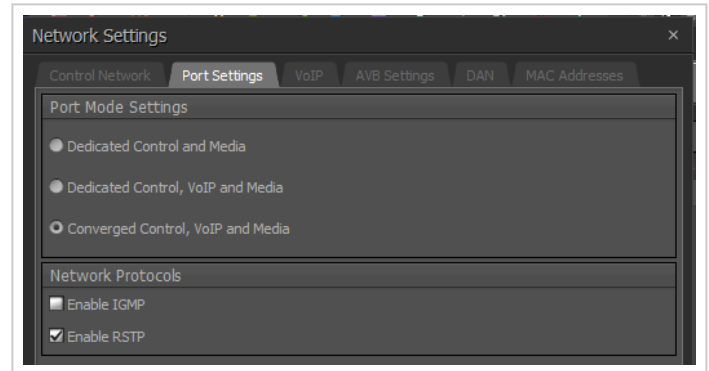 Network Settings ×
Control Network Port Settings VoIP AVB Settings DAN MAC Addresses
Port Mode Settings
Dedicated Control and Media
Dedicated Control, VoIP and Media
Converged Control, VoIP and Media
Network Protocols
Enable IGMP
Enable RSTP